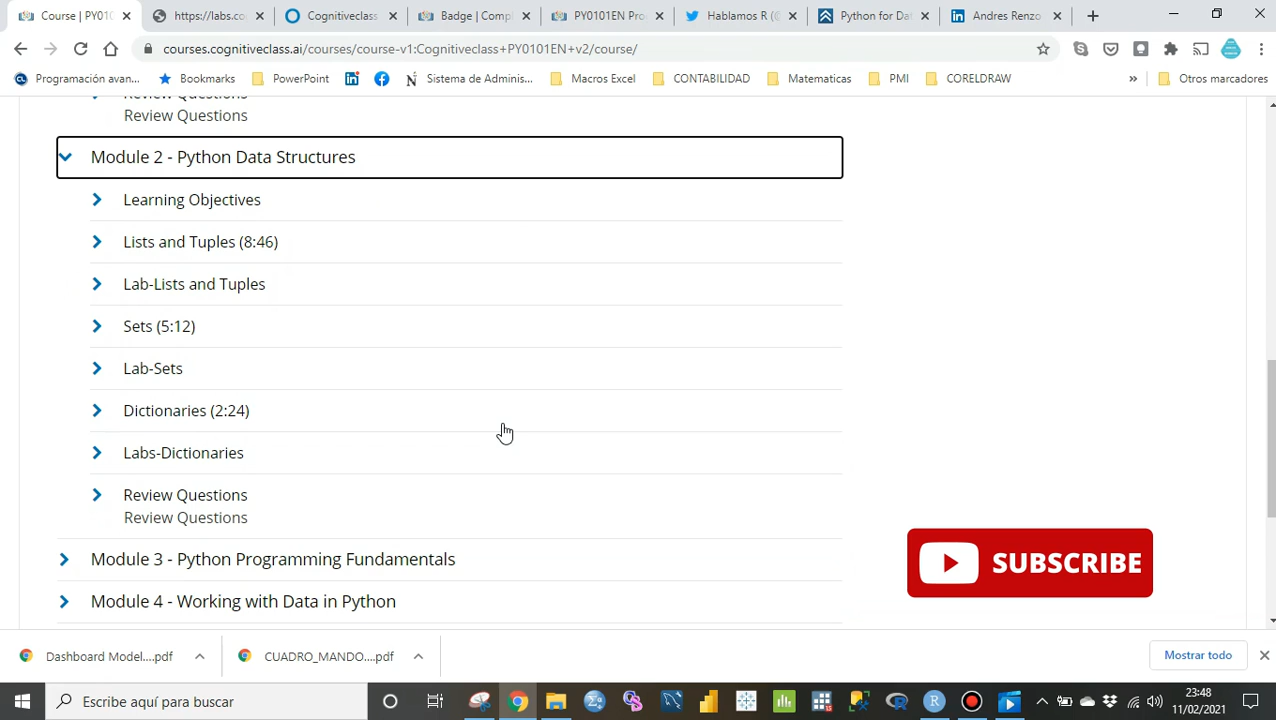 Course | PY010
https://labs.co
Cognitiveclass
Badge | Compl
PY0101EN Pro
Hablamos R (@
Python for Dat
Andres Renzo
courses.cognitiveclass.ai/courses/course-v1:Cognitiveclass+PY0101EN+v2/course/
Programación avan...
Bookmarks
PowerPoint
Sistema de Adminis...
Macros Excel
CONTABILIDAD
Matematicas
PMI
CORELDRAW
»
Otros marcadores
Review Questions
Review Questions
Module 2 - Python Data Structures
Learning Objectives
Lists and Tuples (8:46)
Lab-Lists and Tuples
Sets (5:12)
Lab-Sets
Dictionaries (2:24)
Labs-Dictionaries
Review Questions
Review Questions
Module 3 - Python Programming Fundamentals
Module 4 - Working with Data in Python
SUBSCRIBE
Dashboard Model....pdf
CUADRO_MANDO....pdf
Mostrar todo
Escribe aquí para buscar
23:48
11/02/2021